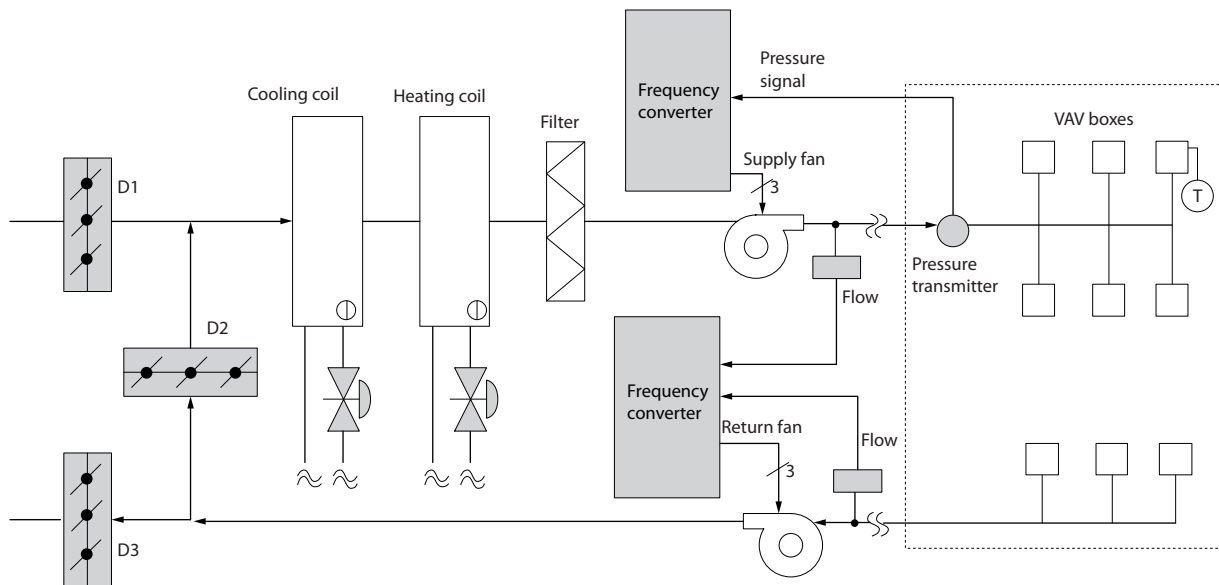 Pressure
signal
Cooling coil
Heating coil
Frequency
converter
Filter
VAV boxes
Supply fan
D1
3
T
Pressure
transmitter
Flow
D2
Frequency
converter
Return fan
Flow
3
D3